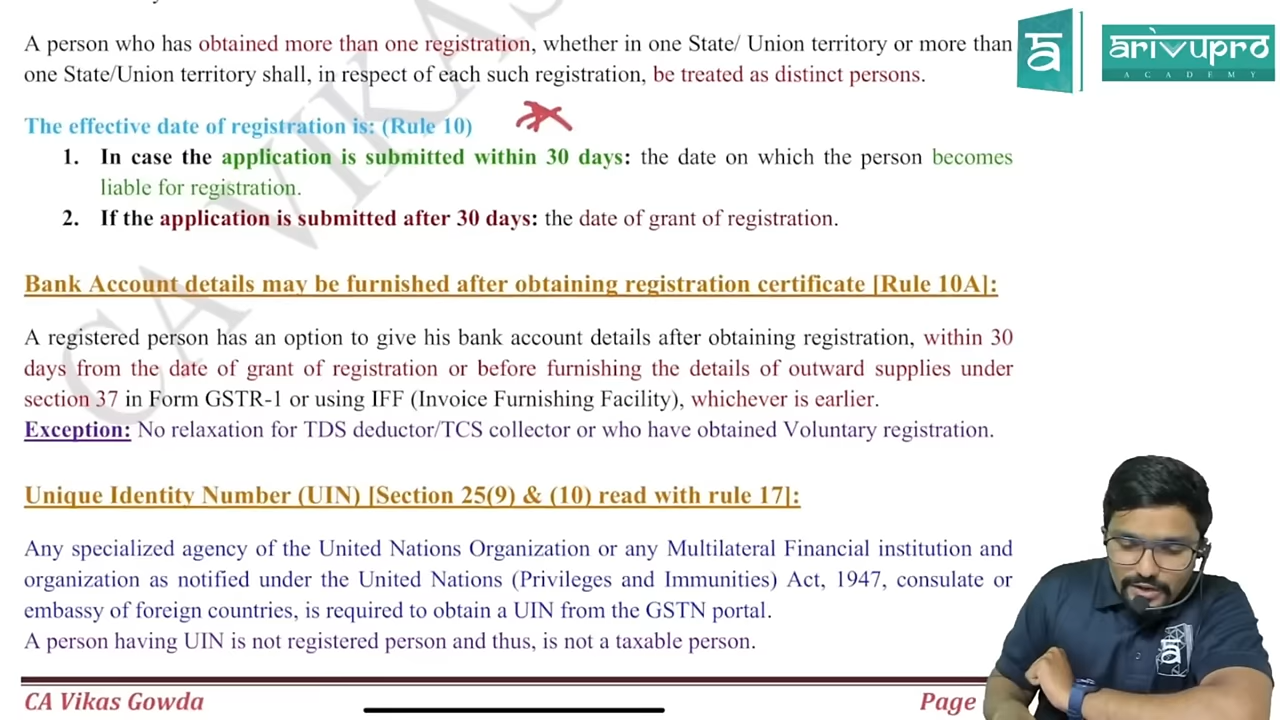 A person who has obtained more than one registration, whether in one State/ Union territory or more than
one State/Union territory shall, in respect of each such registration, be treated as distinct persons.
arivupro
ACADEMY
The effective date of registration is: (Rule 10)
1. In case the application is submitted within 30 days: the date on which the person becomes
liable for registration.
2. If the application is submitted after 30 days: the date of grant of registration.
Bank Account details may be furnished after obtaining registration certificate [Rule 10A]:
A registered person has an option to give his bank account details after obtaining registration, within 30
days from the date of grant of registration or before furnishing the details of outward supplies under
section 37 in Form GSTR-1 or using IFF (Invoice Furnishing Facility), whichever is earlier.
Exception: No relaxation for TDS deductor/TCS collector or who have obtained Voluntary registration.
Unique Identity Number (UIN) [Section 25(9) & (10) read with rule 17]:
Any specialized agency of the United Nations Organization or any Multilateral Financial institution and
organization as notified under the United Nations (Privileges and Immunities) Act, 1947, consulate or
embassy of foreign countries, is required to obtain a UIN from the GSTN portal.
A person having UIN is not registered person and thus, is not a taxable person.
CA Vikas Gowda
Page
CA VIKAS